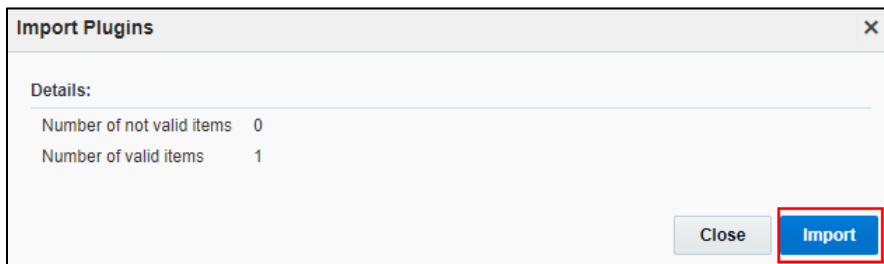 Import Plugins ×
Details:
Number of not valid items 0
Number of valid items 1
Close Import